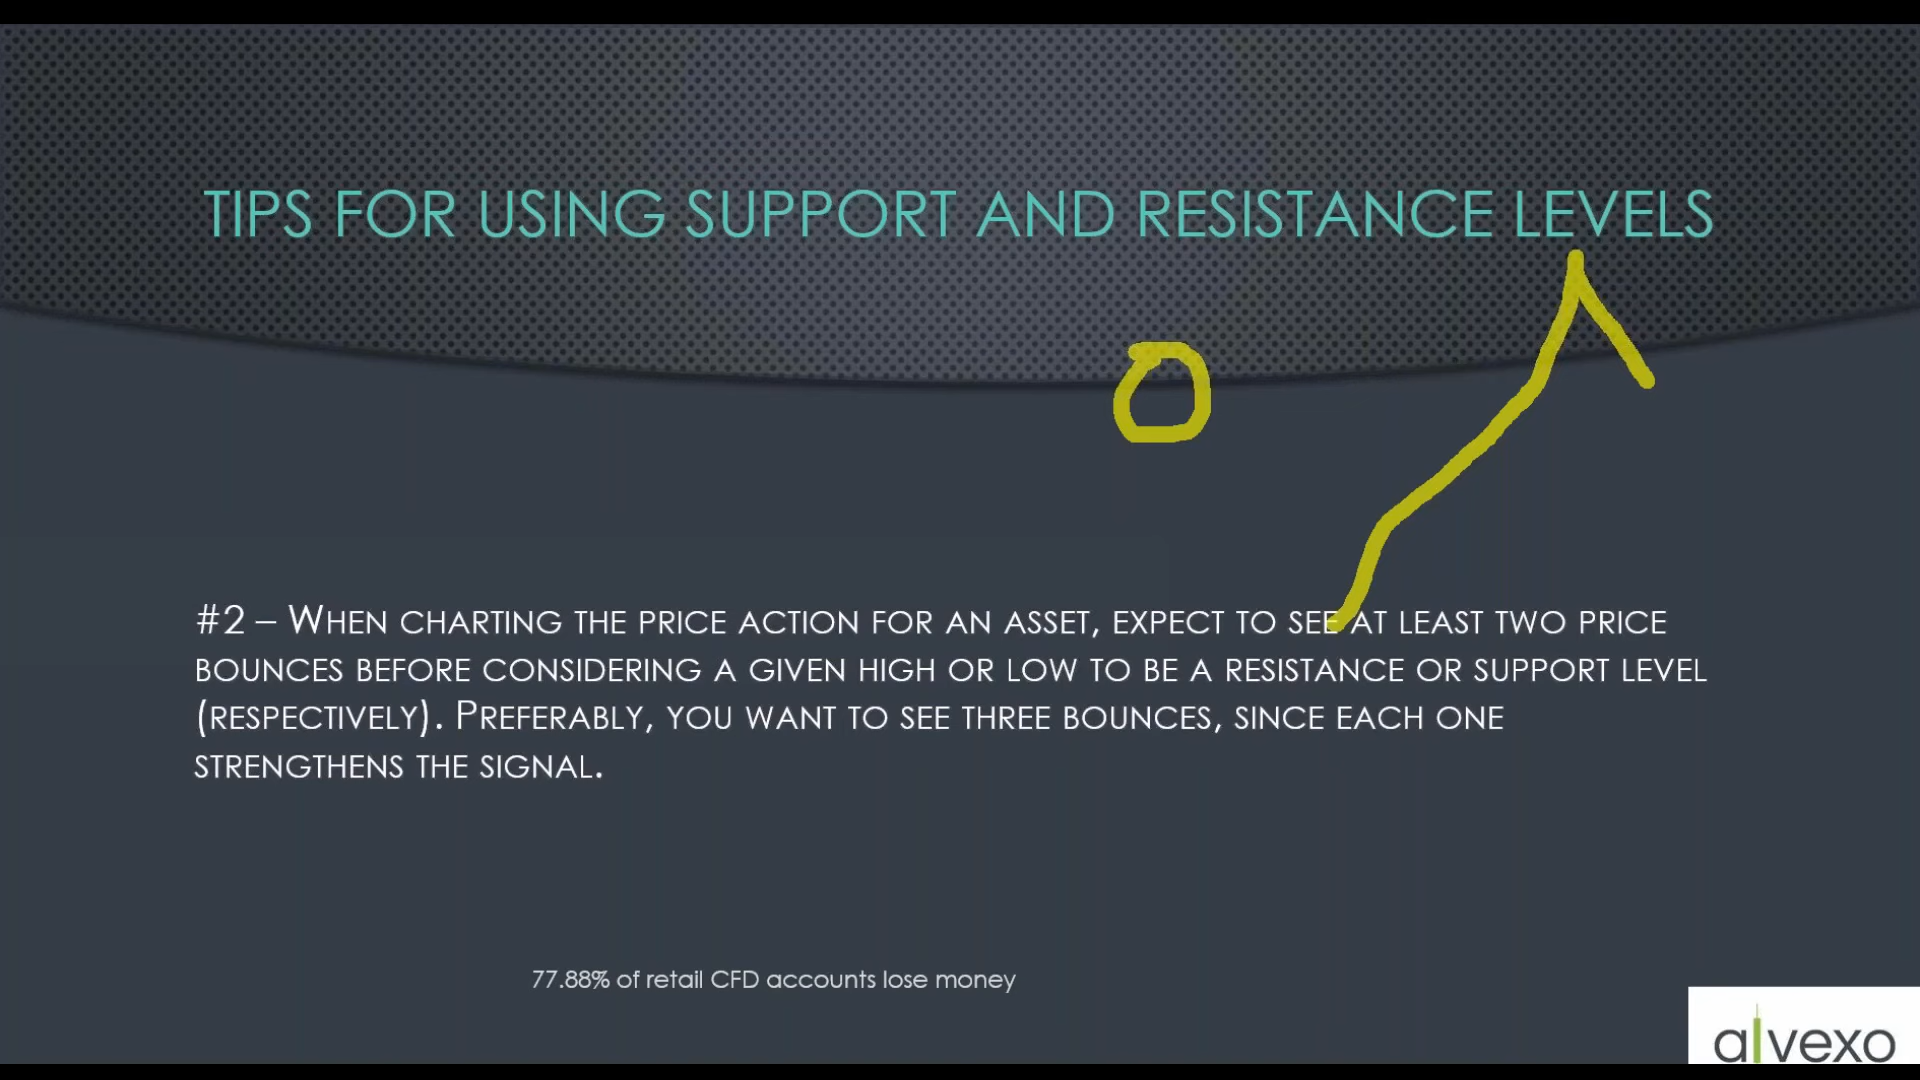 TIPS FOR USING SUPPORT AND RESISTANCE LEVELS
#2 – WHEN CHARTING THE PRICE ACTION FOR AN ASSET, EXPECT TO SEE AT LEAST TWO PRICE
BOUNCES BEFORE CONSIDERING A GIVEN HIGH OR LOW TO BE A RESISTANCE OR SUPPORT LEVEL
(RESPECTIVELY). PREFERABLY, YOU WANT TO SEE THREE BOUNCES, SINCE EACH ONE
STRENGTHENS THE SIGNAL.
77.88% of retail CFD accounts lose money
alvexo